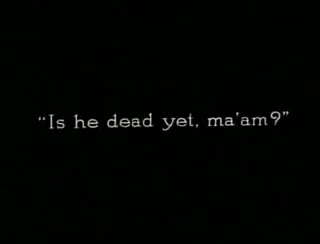 “Is he dead yet, ma'am?”